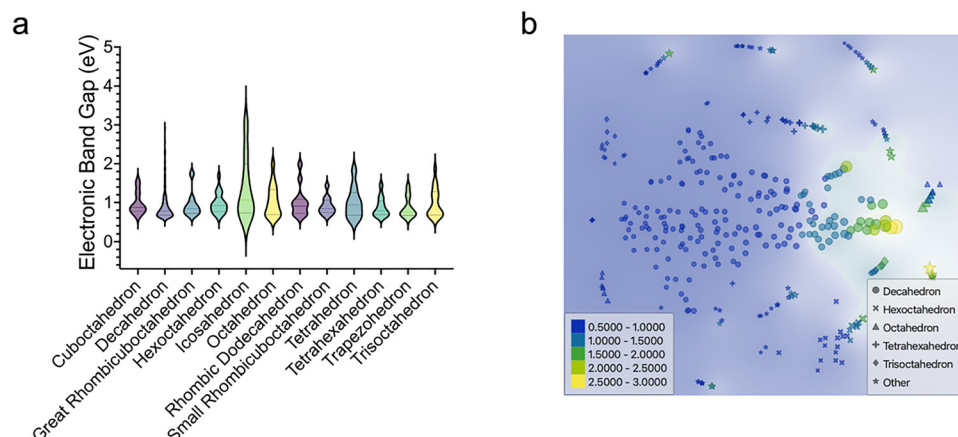 a
b
Electronic Band Gap (eV)
5
4
3
2
1
0
Cuboctahedron
Decahedron
Great Rhombicuboctahedron
Hexoctahedron
Icosahedron
Octahedron
Rhombic Dodecahedron
Small Rhombicuboctahedron
Tetrahedron
Tetrahexahedron
Trapezohedron
Trisoctahedron
0.5000 - 1.0000
1.0000 - 1.5000
1.5000 - 2.0000
2.0000 - 2.5000
2.5000 - 3.0000
Decahedron
Hexoctahedron
Octahedron
Tetrahexahedron
Trisoctahedron
Other